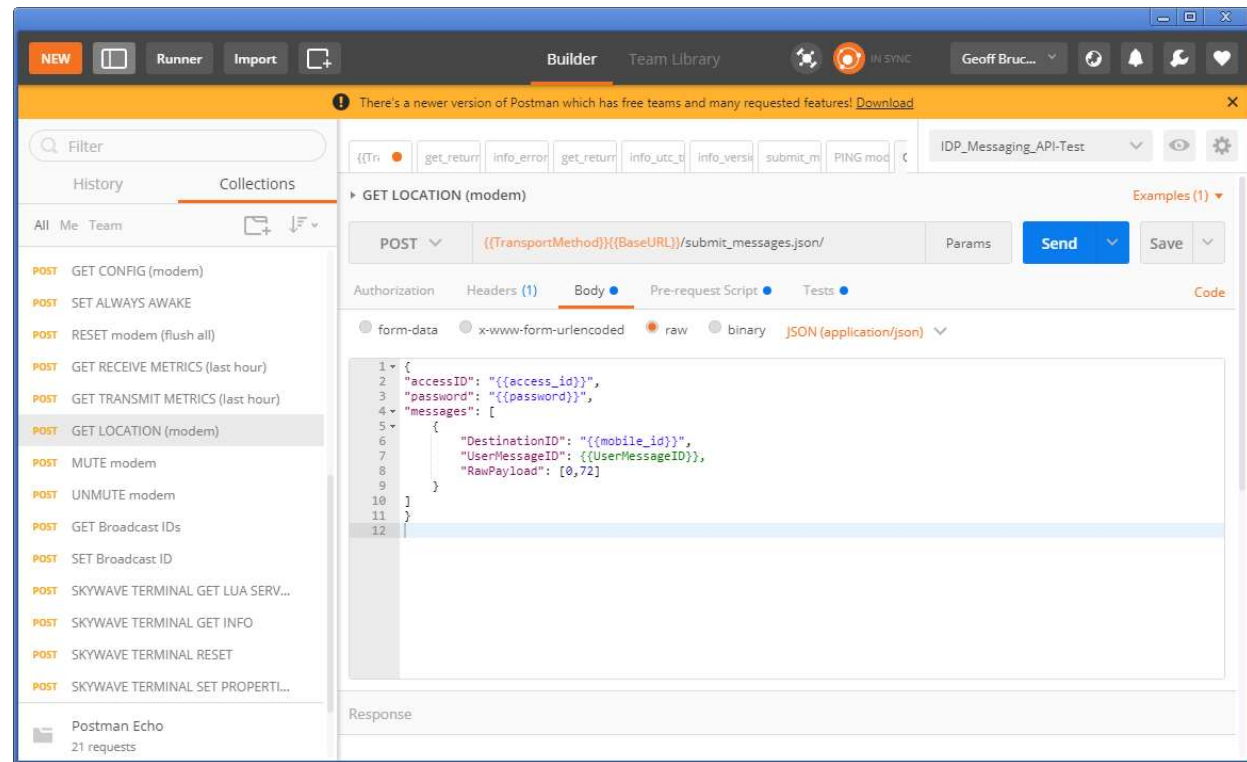 NEW Runner Import Builder Team Library IN SYNC Geoff Bruc...
There's a newer version of Postman which has free teams and many requested features! Download
Filter
History Collections
All Me Team
POST GET CONFIG (modem)
POST SET ALWAYS AWAKE
POST RESET modem (flush all)
POST GET RECEIVE METRICS (last hour)
POST GET TRANSMIT METRICS (last hour)
POST GET LOCATION (modem)
POST MUTE modem
POST UNMUTE modem
POST GET Broadcast IDs
POST SET Broadcast ID
POST SKYWAVE TERMINAL GET LUA SERV...
POST SKYWAVE TERMINAL GET INFO
POST SKYWAVE TERMINAL RESET
POST SKYWAVE TERMINAL SET PROPERTI...
Postman Echo
21 requests
{{Tr get_return info_error get_return info_utc_ti info_versi submit_m PING mod
IDP_Messaging_API-Test
GET LOCATION (modem) Examples (1)
POST {{TransportMethod}}{{BaseURL}}/submit_messages.json/ Params Send Save
Authorization Headers (1) Body Pre-request Script Tests Code
form-data x-www-form-urlencoded raw binary JSON (application/json)
1 {
2 "accessID": "{{access_id}}",
3 "password": "{{password}}",
4 "messages": [
5 {
6 "DestinationID": "{{mobile_id}}",
7 "UserMessageID": {{UserMessageID}},
8 "RawPayload": [0,72]
9 }
10 ]
11 }
12
Response